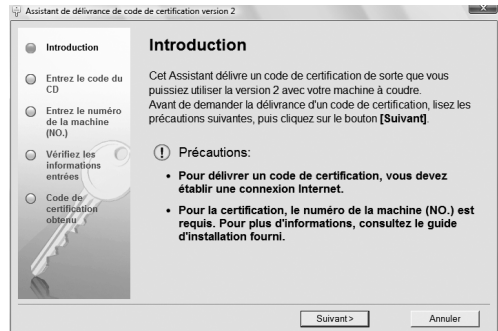 Assistant de délivrance de code de certification version 2
Introduction
Entrez le code du
CD
Entrez le numéro
de la machine
(NO.)
Vérifiez les
informations
entrées
Code de
certification
obtenu
Introduction
Cet Assistant délivre un code de certification de sorte que vous
puissiez utiliser la version 2 avec votre machine à coudre.
Avant de demander la délivrance d'un code de certification, lisez les
précautions suivantes, puis cliquez sur le bouton [Suivant].
Précautions:
• Pour délivrer un code de certification, vous devez
établir une connexion Internet.
• Pour la certification, le numéro de la machine (NO.) est
requis. Pour plus d'informations, consultez le guide
d'installation fourni.
Suivant>
Annuler